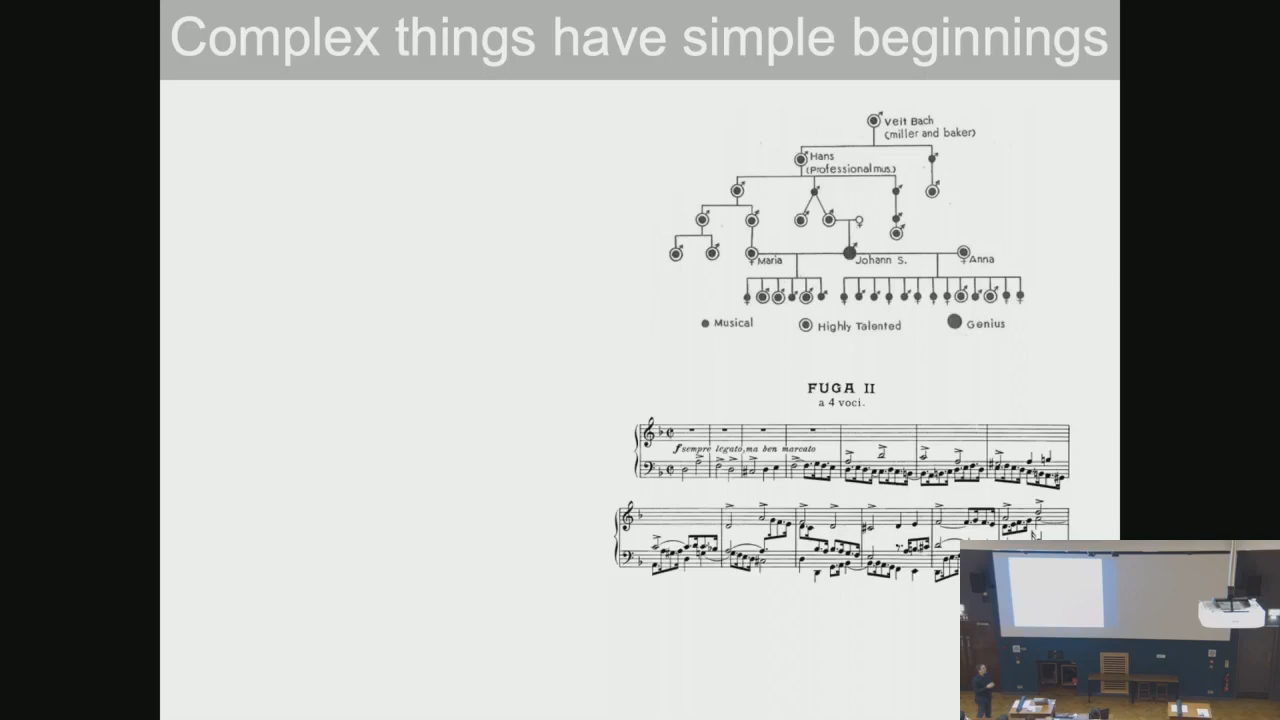 Complex things have simple beginnings
Veit Bach
(miller and baker)
Hans
(Professional mus.)
Maria
Johann S.
Anna
Musical
Highly Talented
Genius
FUGA II
a 4 voci.
f sempre legato, ma ben marcato